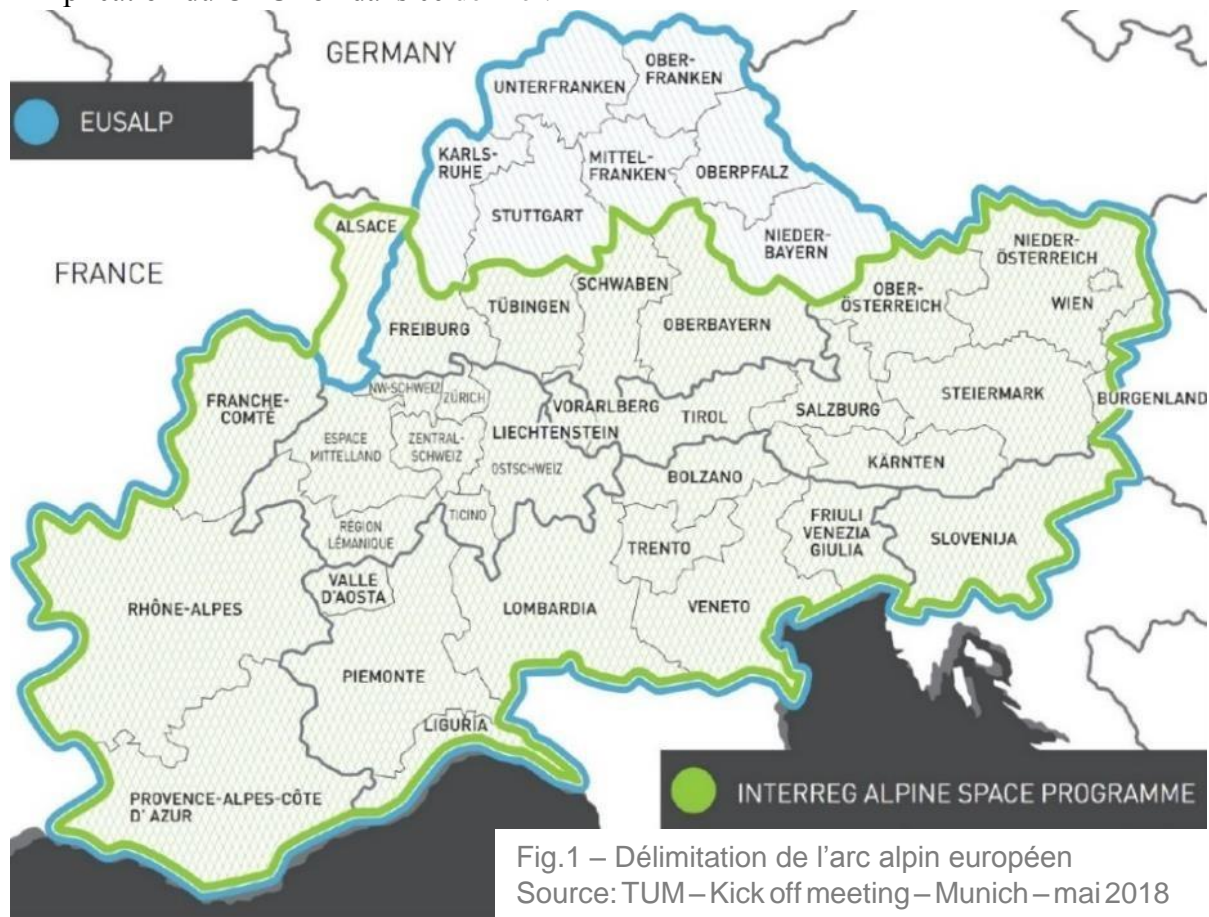 GERMANY
OBER-
FRANKEN
UNTERFRANKEN
EUSALP
KARLS-
RUHE
MITTEL-
FRANKEN
OBERPFALZ
STUTTGART
ALSACE
NIEDER-
BAYERN
NIEDER-
ÖSTERREICH
FRANCE
SCHWABEN
OBER-
ÖSTERREICH
TÜBINGEN
WIEN
FREIBURG
OBERBAYERN
FRANCHE-
COMTÉ
NW-SCHWEIZ
ZÜRICH
VORARLBERG
TIROL
SALZBURG
STEIERMARK
BURGENLAND
ESPACE
MITTELLAND
ZENTRAL-
SCHWEIZ
LIECHTENSTEIN
OSTSCHWEIZ
KÄRNTEN
BOLZANO
TICINO
RÉGION
LÉMANIQUE
FRIULI
VENEZIA
GIULIA
SLOVENIJA
TRENTO
VALLE
D'AOSTA
RHÔNE-ALPES
LOMBARDIA
VENETO
PIEMONTE
LIGURIA
PROVENCE-ALPES-CÔTE
D' AZUR
INTERREG ALPINE SPACE PROGRAMME
Fig.1 – Délimitation de l'arc alpin européen
Source: TUM – Kick off meeting – Munich – mai 2018